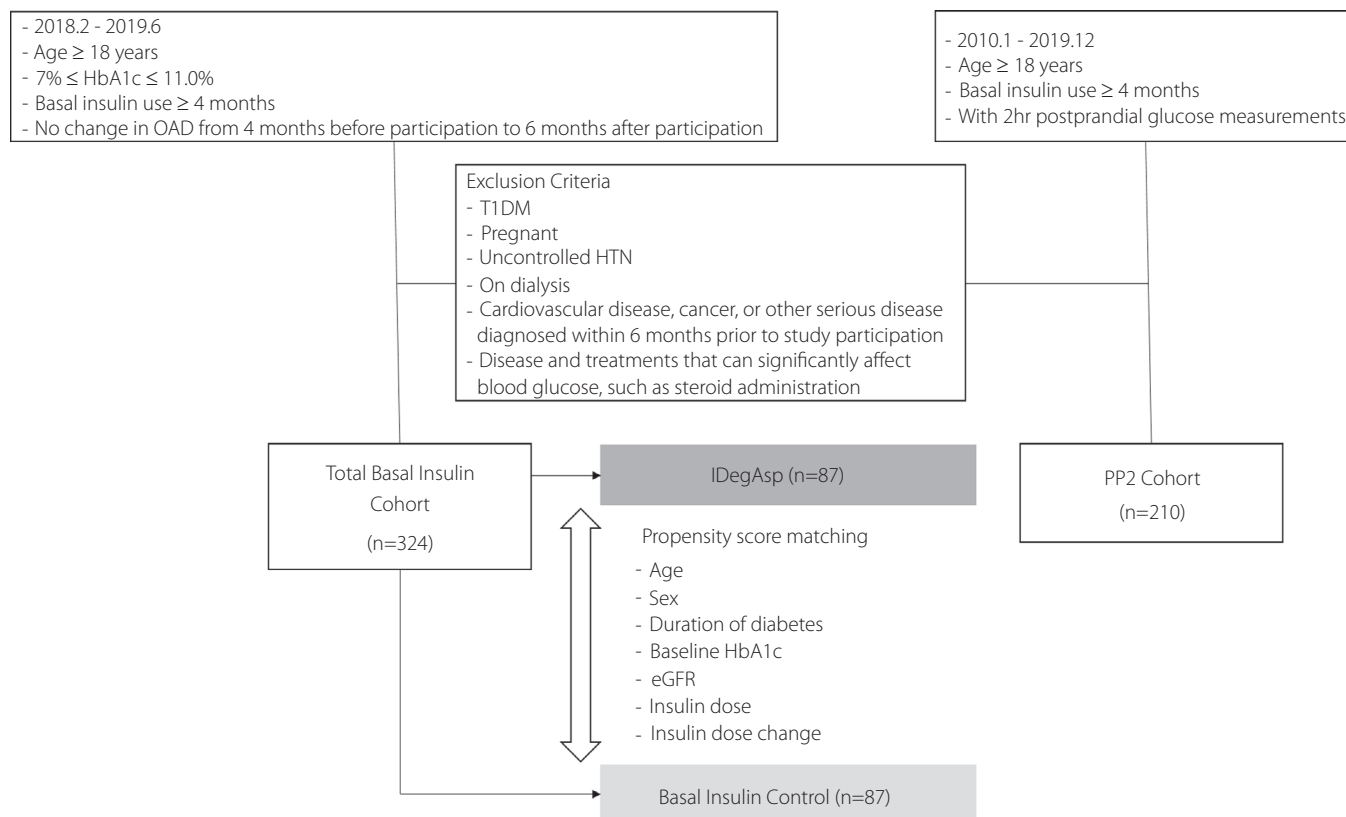 - 2018.2 - 2019.6
- Age ≥ 18 years
- 7% ≤ HbA1c ≤ 11.0%
- Basal insulin use ≥ 4 months
- No change in OAD from 4 months before participation to 6 months after participation
- 2010.1 - 2019.12
- Age ≥ 18 years
- Basal insulin use ≥ 4 months
- With 2hr postprandial glucose measurements
Exclusion Criteria
- T1DM
- Pregnant
- Uncontrolled HTN
- On dialysis
- Cardiovascular disease, cancer, or other serious disease
diagnosed within 6 months prior to study participation
- Disease and treatments that can significantly affect
blood glucose, such as steroid administration
Total Basal Insulin
Cohort
(n=324)
IDegAsp (n=87)
PP2 Cohort
(n=210)
Propensity score matching
- Age
- Sex
- Duration of diabetes
- Baseline HbA1c
- eGFR
- Insulin dose
- Insulin dose change
Basal Insulin Control (n=87)